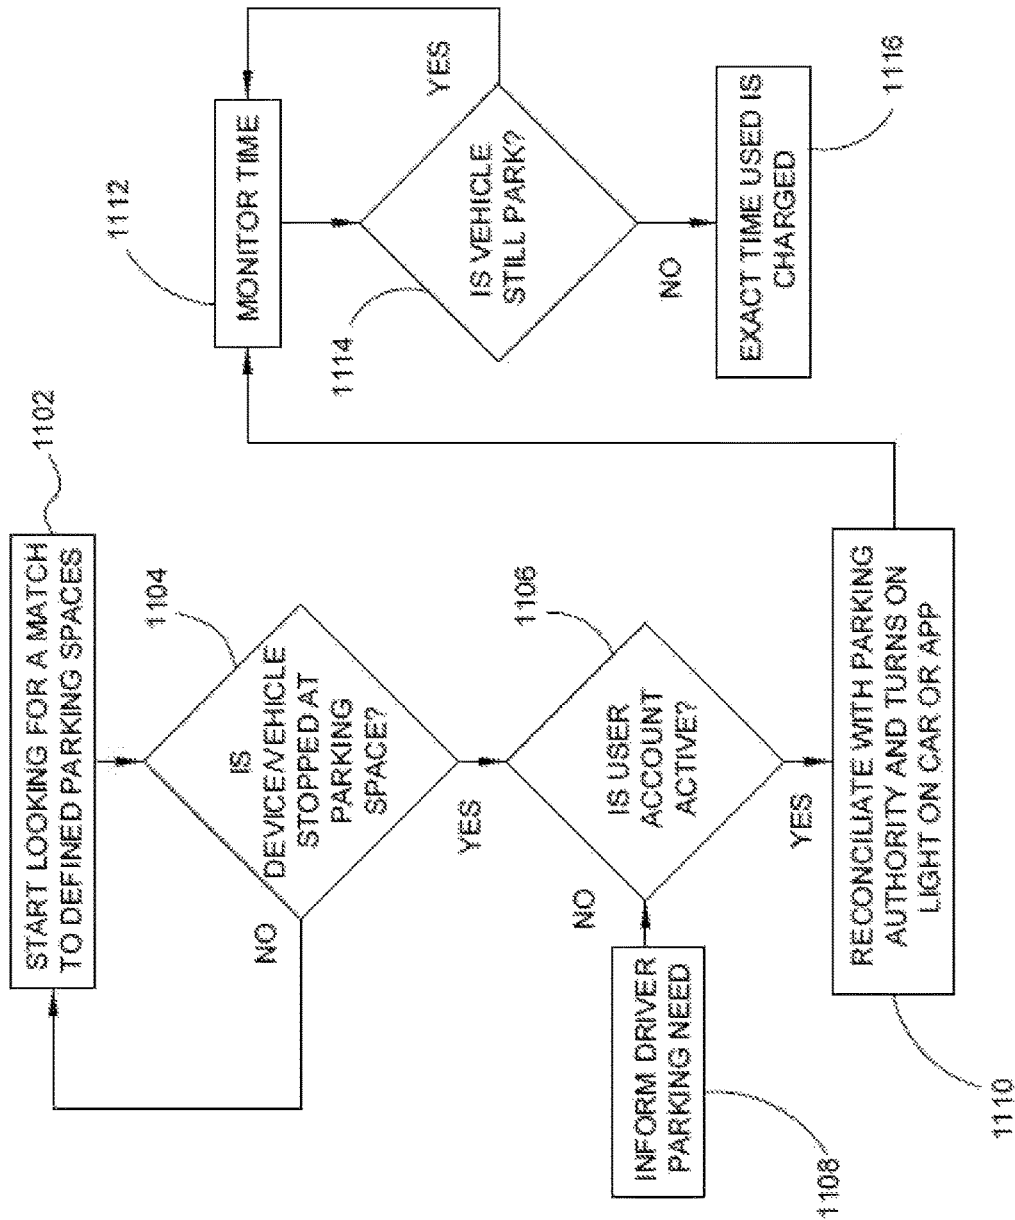 1102
START LOOKING FOR A MATCH
TO DEFINED PARKING SPACES
1104
IS
DEVICE/VEHICLE
STOPPED AT
PARKING
SPACE?
NO
YES
1106
IS USER
ACCOUNT
ACTIVE?
NO
YES
INFORM DRIVER
PARKING NEED
1108
RECONCILIATE WITH PARKING
AUTHORITY AND TURNS ON
LIGHT ON CAR OR APP
1110
1112
MONITOR TIME
1114
IS VEHICLE
STILL PARK?
YES
NO
EXACT TIME USED IS
CHARGED
1116